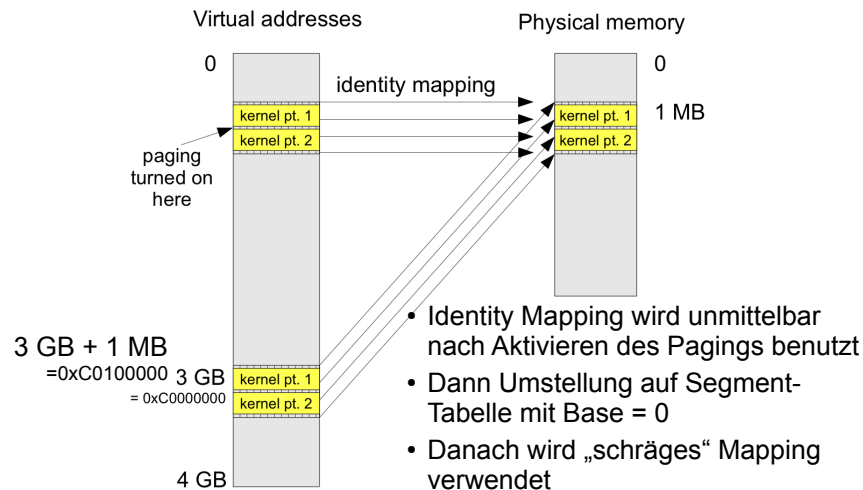 Virtual addresses
Physical memory
0
0
identity mapping
kernel pt. 1
kernel pt. 1
1 MB
kernel pt. 2
kernel pt. 2
paging
turned on
here
3 GB + 1 MB
=0xC0100000
3 GB
= 0xC0000000
kernel pt. 1
kernel pt. 2
4 GB
• Identity Mapping wird unmittelbar
nach Aktivieren des Pagings benutzt
• Dann Umstellung auf Segment-
Tabelle mit Base = 0
• Danach wird „schräges“ Mapping
verwendet